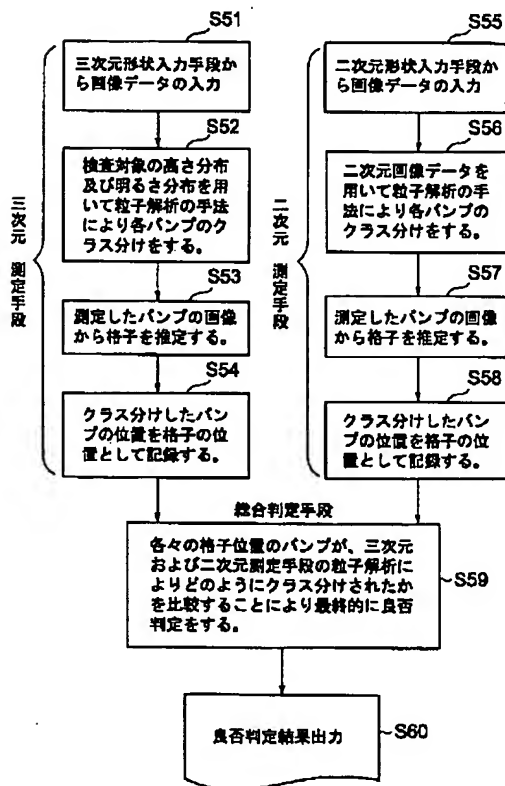 S51
三次元形状入力手段か
ら画像データの入力
S52
検査対象の高さ分布
及び明るさ分布を用
いて粒子解析の手法
により各バンプのク
ラス分けをする。
S53
測定したバンプの画像
から格子を推定する。
S54
クラス分けしたバン
プの位置を格子の位
置として記録する。
三次元 測定手段
S55
二次元形状入力手段か
ら画像データの入力
S56
二次元画像データを
用いて粒子解析の手
法により各バンプの
クラス分けをする。
S57
測定したバンプの画像
から格子を推定する。
S58
クラス分けしたバン
プの位置を格子の位
置として記録する。
二次元 測定手段
総合判定手段
各々の格子位置のバンプが、三次元
および二次元測定手段の粒子解析に
よりどのようにクラス分けされたか
を比較することにより最終的に良否
判定をする。
S59
良否判定結果出力
S60